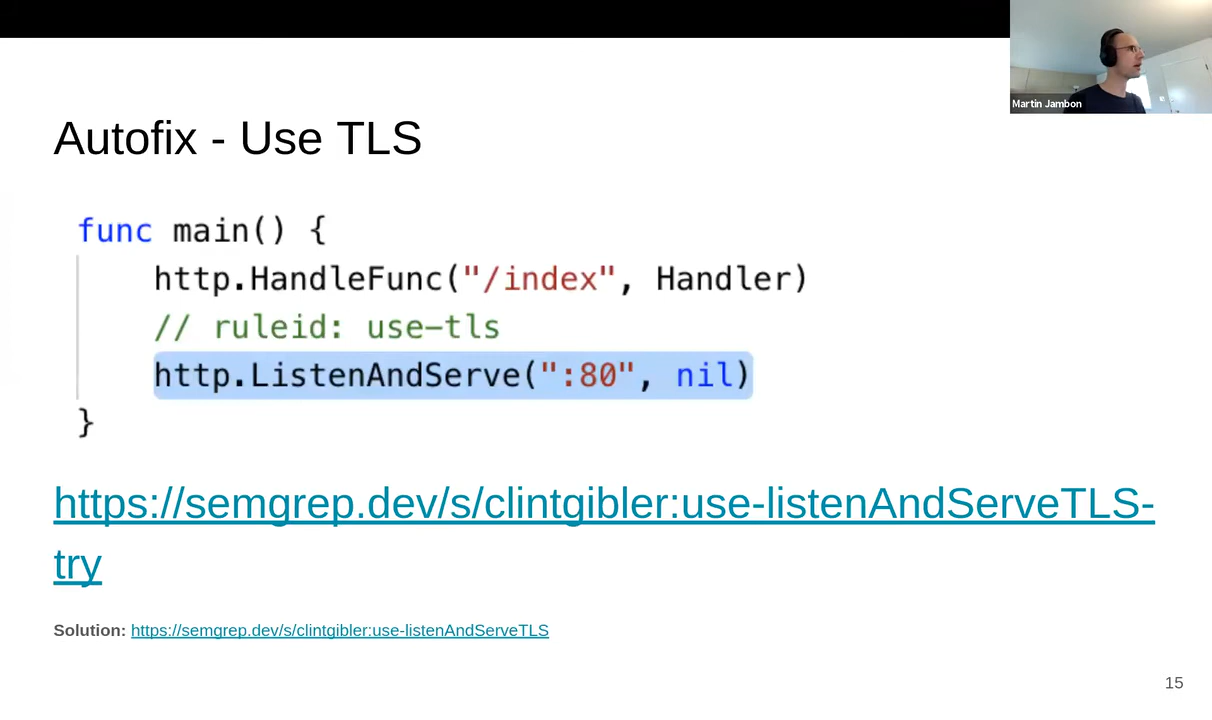 Martin Jambon
Autofix - Use TLS
func main() {
http.HandleFunc("/index", Handler)
// ruleid: use-tls
http.ListenAndServe(":80", nil)
}
https://semgrep.dev/s/clintgibler:use-listenAndServeTLS-
try
Solution: https://semgrep.dev/s/clintgibler:use-listenAndServeTLS
15